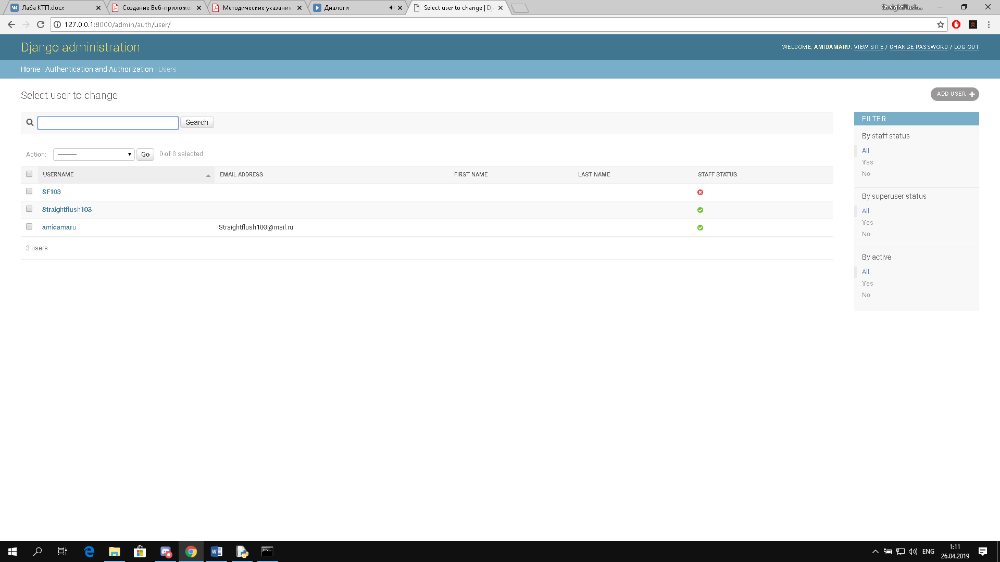 Лаба КТП.docx
Создание Веб-приложе
Методические указания
Диалоги
Select user to change | Dj
StraightFlush...
127.0.0.1:8000/admin/auth/user/
Django administration
WELCOME, AMIDAMARU. VIEW SITE / CHANGE PASSWORD / LOG OUT
Home › Authentication and Authorization › Users
Select user to change
ADD USER +
Search
Action: ---------
Go
0 of 3 selected
USERNAME EMAIL ADDRESS FIRST NAME LAST NAME STAFF STATUS
SF103
Straightflush103
amidamaru Straightflush103@mail.ru
3 users
FILTER
By staff status
All
Yes
No
By superuser status
All
Yes
No
By active
All
Yes
No
ENG
1:11
26.04.2019